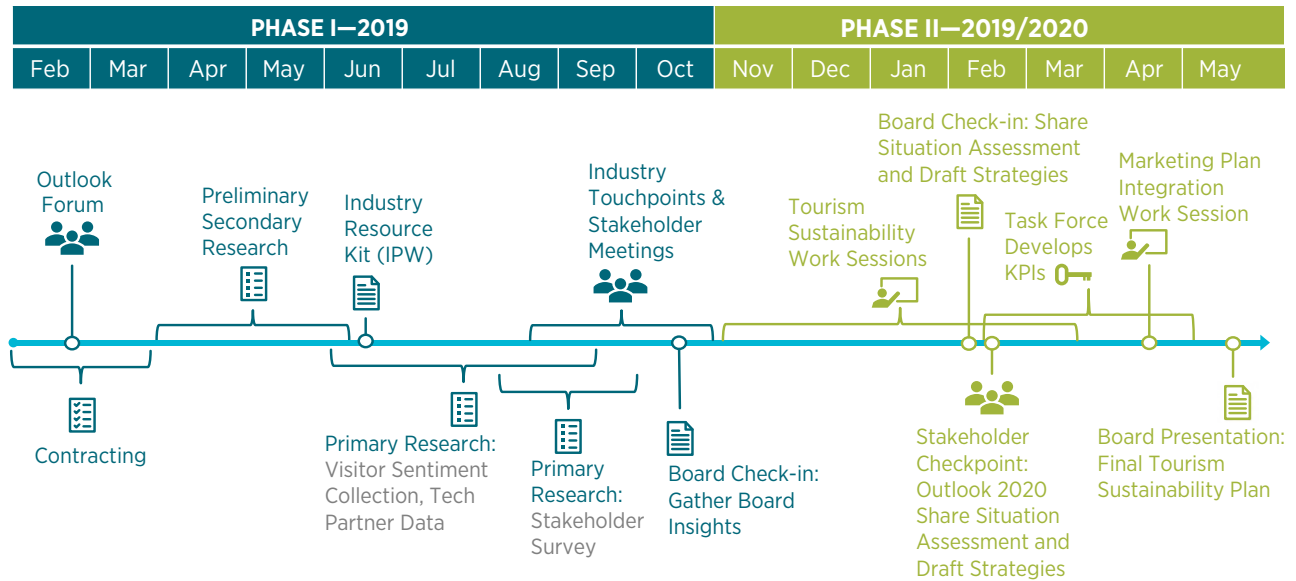 PHASE I—2019
PHASE II—2019/2020
Feb
Mar
Apr
May
Jun
Jul
Aug
Sep
Oct
Nov
Dec
Jan
Feb
Mar
Apr
May
Outlook
Forum
Preliminary
Secondary
Research
Industry
Resource
Kit (IPW)
Industry
Touchpoints &
Stakeholder
Meetings
Tourism
Sustainability
Work Sessions
Board Check-in: Share
Situation Assessment
and Draft Strategies
Task Force
Develops
KPIs
Marketing Plan
Integration
Work Session
Contracting
Primary Research:
Visitor Sentiment
Collection, Tech
Partner Data
Primary
Research:
Stakeholder
Survey
Board Check-in:
Gather Board
Insights
Stakeholder
Checkpoint:
Outlook 2020
Share Situation
Assessment and
Draft Strategies
Board Presentation:
Final Tourism
Sustainability Plan